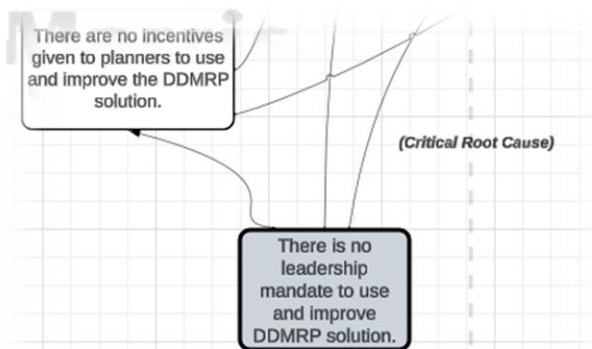 There are no incentives
given to planners to use
and improve the DDMRP
solution.
(Critical Root Cause)
There is no
leadership
mandate to use
and improve
DDMRP solution.